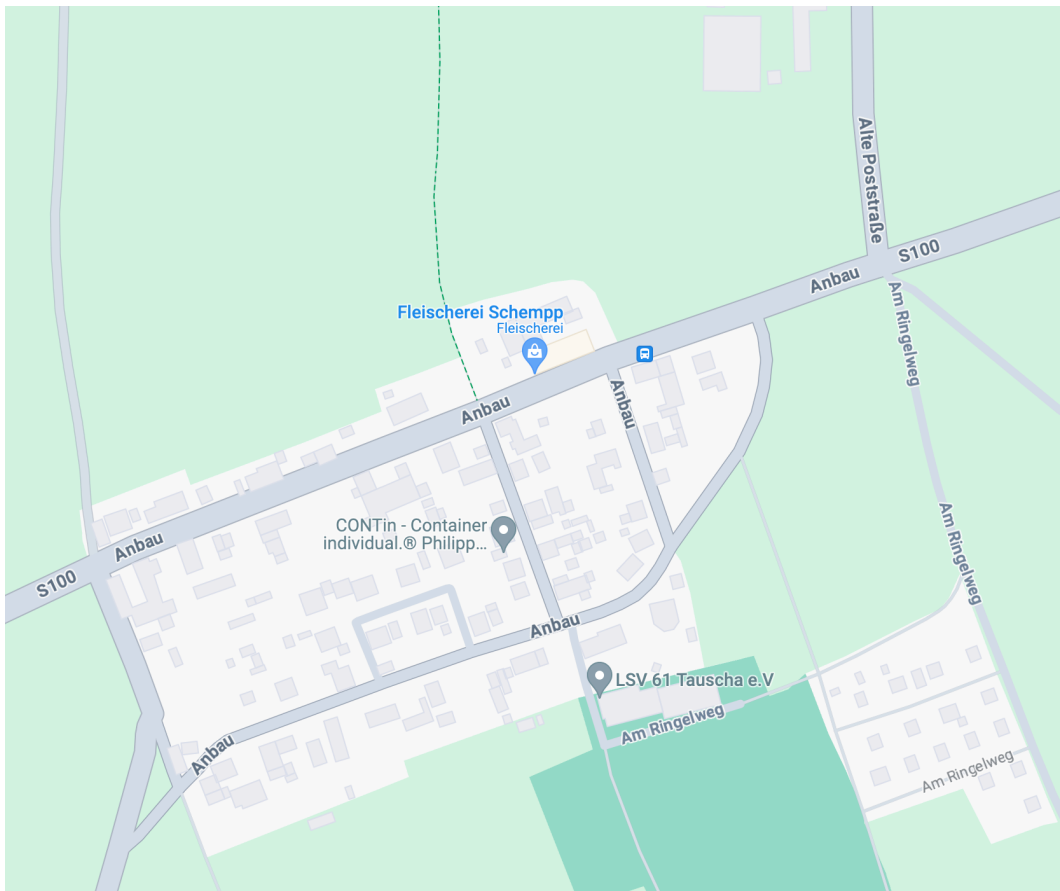 Alte Poststraße
S100
Anbau
Am Ringelweg
Fleischerei Schempp
Fleischerei
Anbau
Anbau
CONTin - Container
individual.® Philipp...
Anbau
S100
Am Ringelweg
Anbau
LSV 61 Tauscha e.V
Am Ringelweg
Anbau
Am Ringelweg